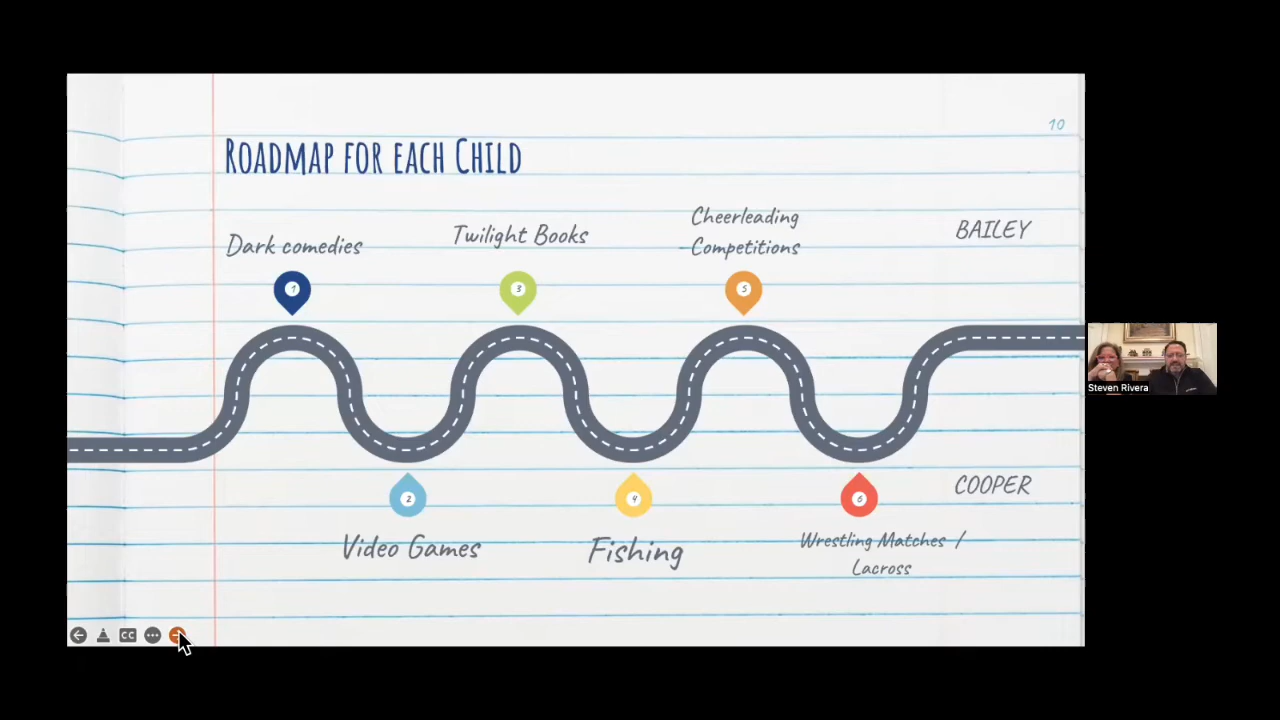 10
Roadmap for each Child
Dark comedies
Twilight Books
Cheerleading
Competitions
BAILEY
1
3
5
Steven Rivera
2
4
6
COOPER
Video Games
Fishing
Wrestling Matches /
Lacross
CC